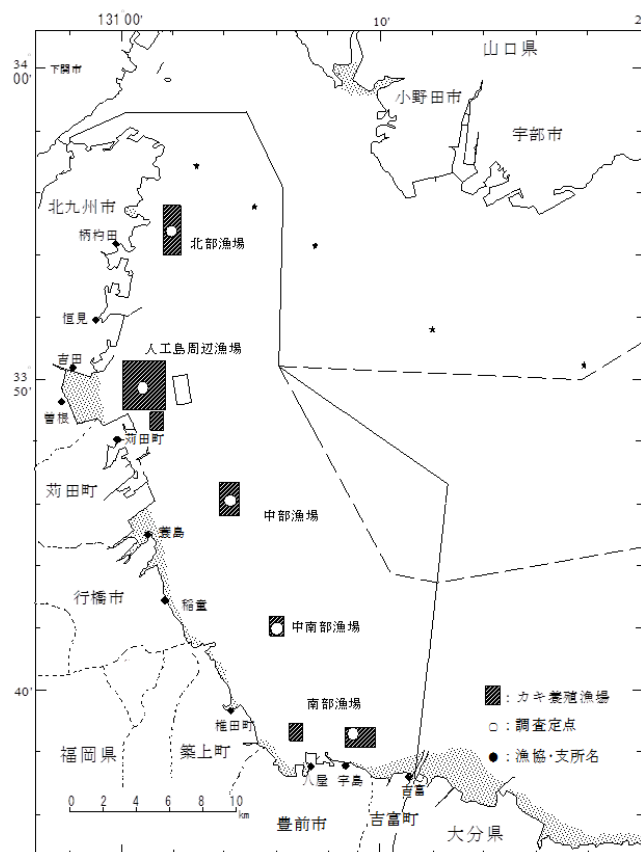 131 00'
10'
2
34
00'
下関市
山口県
小野田市
宇部市
北九州市
柄杓田
北部漁場
恒見
人工島周辺漁場
吉田
33
50'
曽根
苅田町
苅田町
中部漁場
蓑島
行橋市
稲童
中南部漁場
南部漁場
40'
：カキ養殖漁場
：調査定点
：漁協・支所名
椎田町
福岡県
築上町
八屋
宇島
吉富
0 2 4 6 8 10
km
豊前市
吉富町
大分県